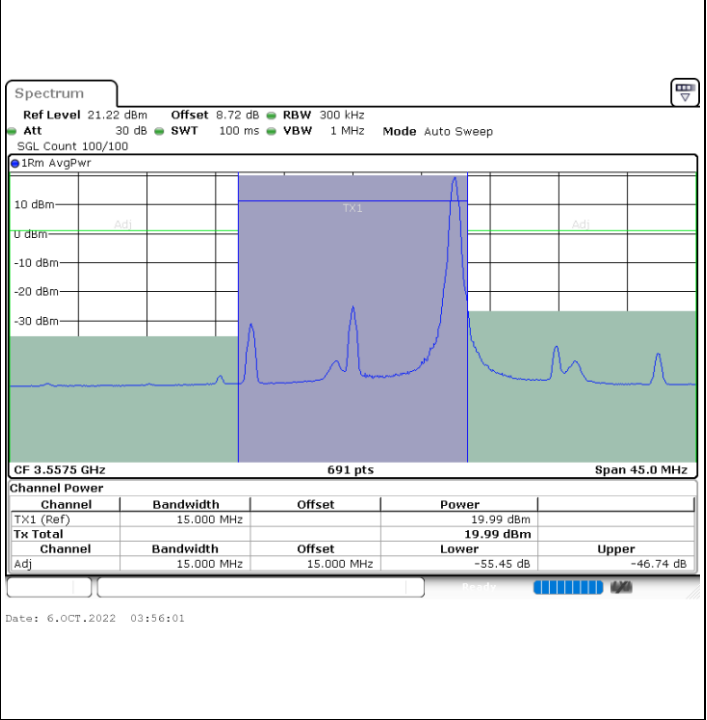 Spectrum
Ref Level 21.22 dBm Offset 8.72 dB RBW 300 kHz
Att 30 dB SWT 100 ms VBW 1 MHz Mode Auto Sweep
SGL Count 100/100
1Rm AvgPwr
10 dBm
TX1
Adj Adj
0 dBm
-10 dBm
-20 dBm
-30 dBm
CF 3.5575 GHz 691 pts Span 45.0 MHz
Channel Power
Channel Bandwidth Offset Power
TX1 (Ref) 15.000 MHz 19.99 dBm
Tx Total 19.99 dBm
Channel Bandwidth Offset Lower Upper
Adj 15.000 MHz 15.000 MHz -55.45 dB -46.74 dB
Ready
Date: 6.OCT.2022 03:56:01